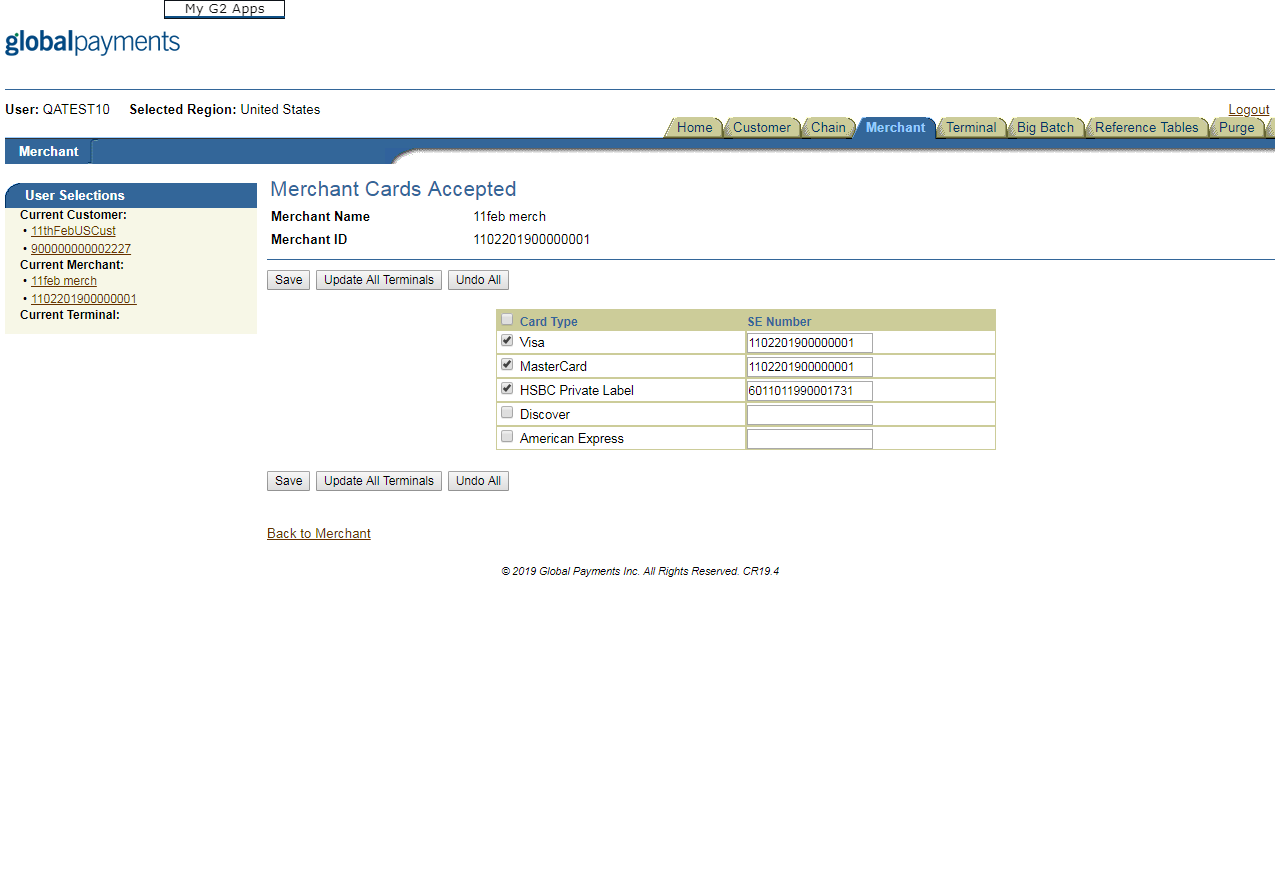 My G2 Apps
globalpayments
User: QATEST10 Selected Region: United States
Logout
Home Customer Chain Merchant Terminal Big Batch Reference Tables Purge
Merchant
User Selections
Current Customer:
• 11thFebUSCust
• 900000000002227
Current Merchant:
• 11feb merch
• 1102201900000001
Current Terminal:
Merchant Cards Accepted
Merchant Name 11feb merch
Merchant ID 1102201900000001
Save Update All Terminals Undo All
Card Type SE Number
Visa 1102201900000001
MasterCard 1102201900000001
HSBC Private Label 6011011990001731
Discover
American Express
Save Update All Terminals Undo All
Back to Merchant
© 2019 Global Payments Inc. All Rights Reserved. CR19.4